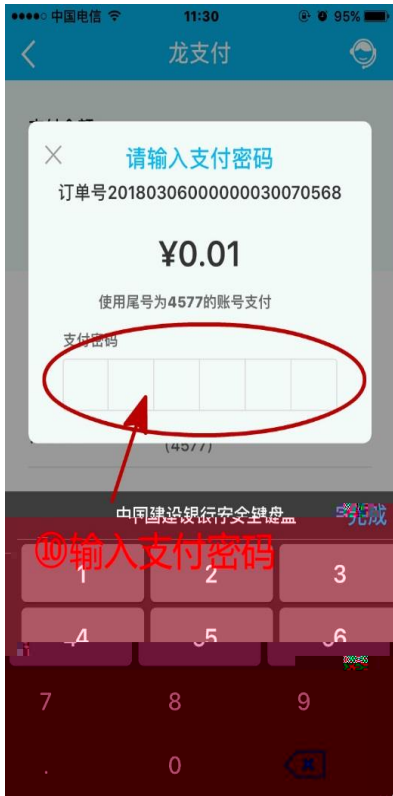 中国电信
11:30
95%
龙支付
请输入支付密码
订单号20180306000000030070568
¥0.01
使用尾号为4577的账号支付
支付密码
(4577)
中国建设银行安全键盘
完成
⑩输入支付密码
1 2 3
4 5 6
7 8 9
. 0